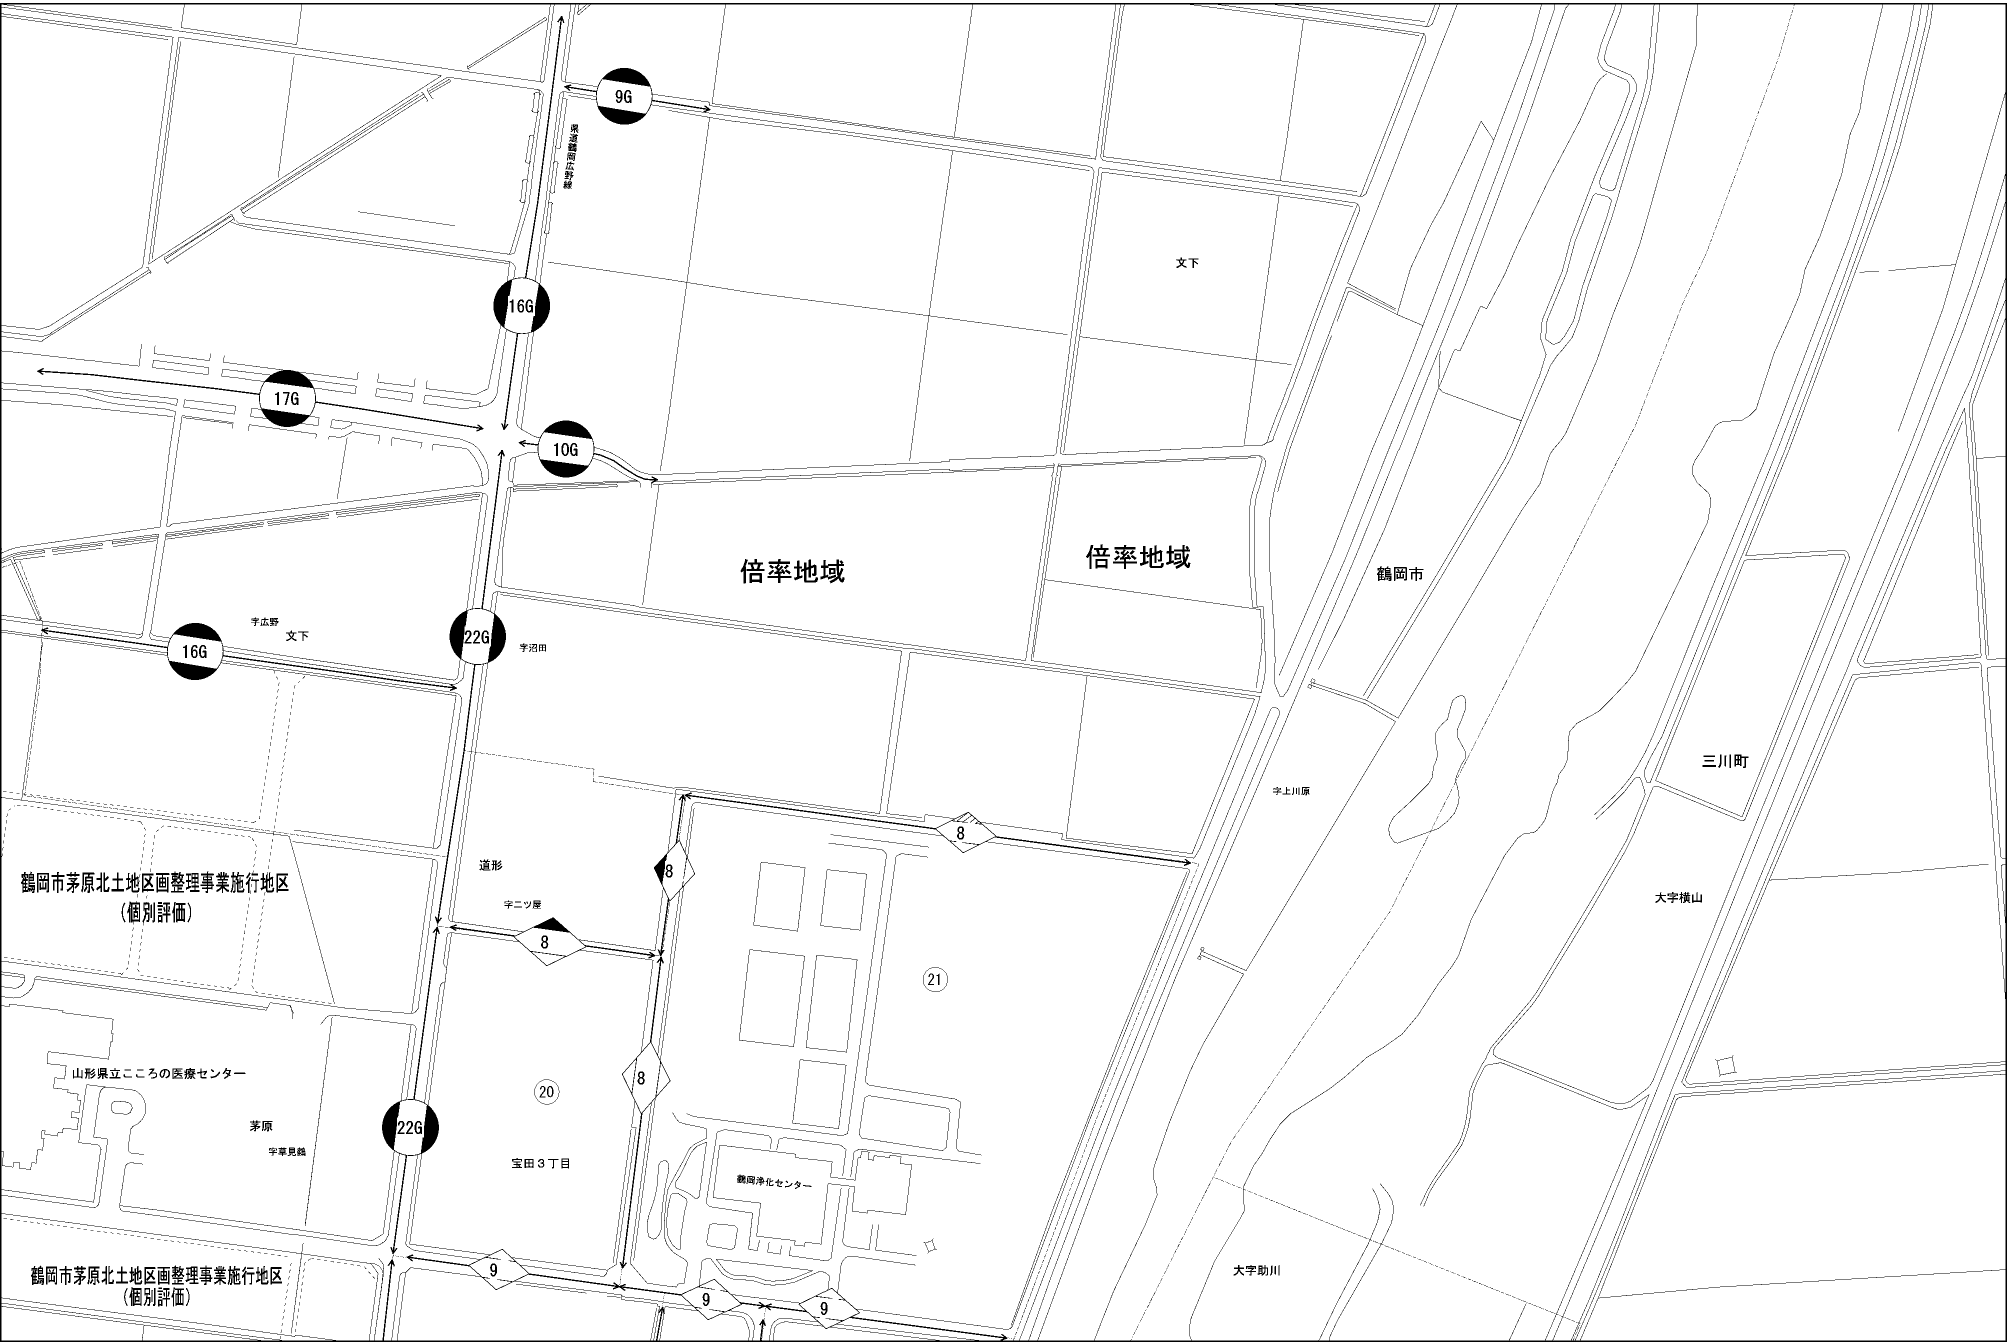 9G
県道鶴岡広野線
文下
16G
17G
10G
倍率地域
倍率地域
鶴岡市
字広野
文下
16G
22G
字沼田
三川町
字上川原
8
道形
8
鶴岡市茅原北土地区画整理事業施行地区
（個別評価）
字二ツ屋
8
大字横山
21
山形県立こころの医療センター
8
20
茅原
22G
字草見鶴
宝田３丁目
鶴岡浄化センター
大字助川
鶴岡市茅原北土地区画整理事業施行地区
（個別評価）
9
9
9